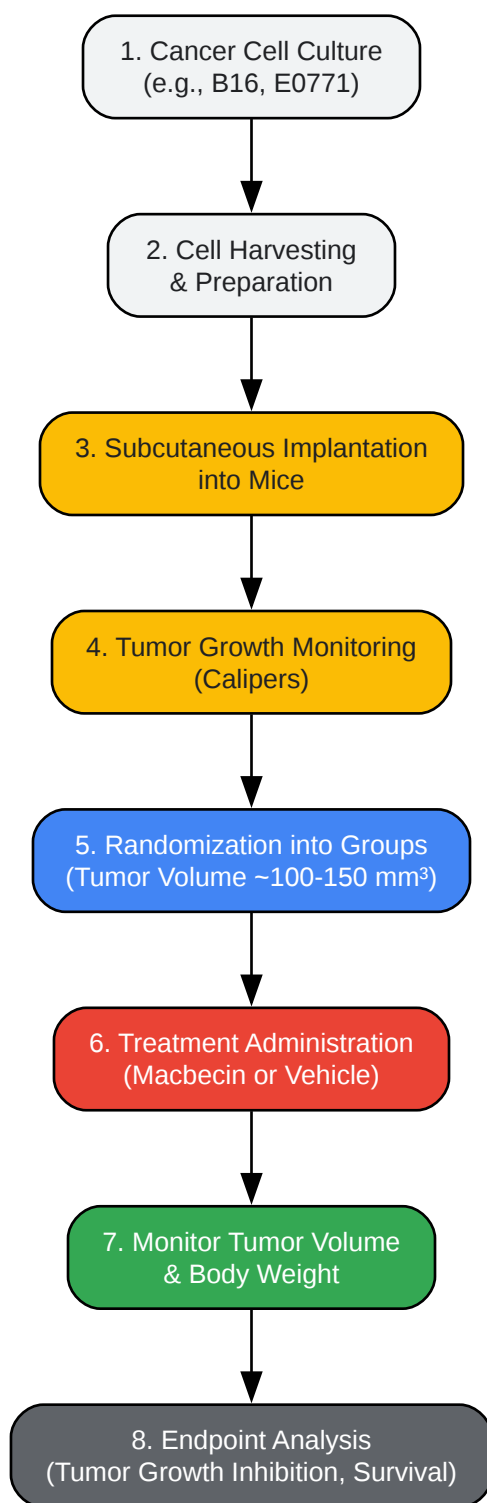 1. Cancer Cell Culture
(e.g., B16, E0771)
2. Cell Harvesting
& Preparation
3. Subcutaneous Implantation
into Mice
4. Tumor Growth Monitoring
(Calipers)
5. Randomization into Groups
(Tumor Volume ~100-150 mm³)
6. Treatment Administration
(Macbecin or Vehicle)
7. Monitor Tumor Volume
& Body Weight
8. Endpoint Analysis
(Tumor Growth Inhibition, Survival)